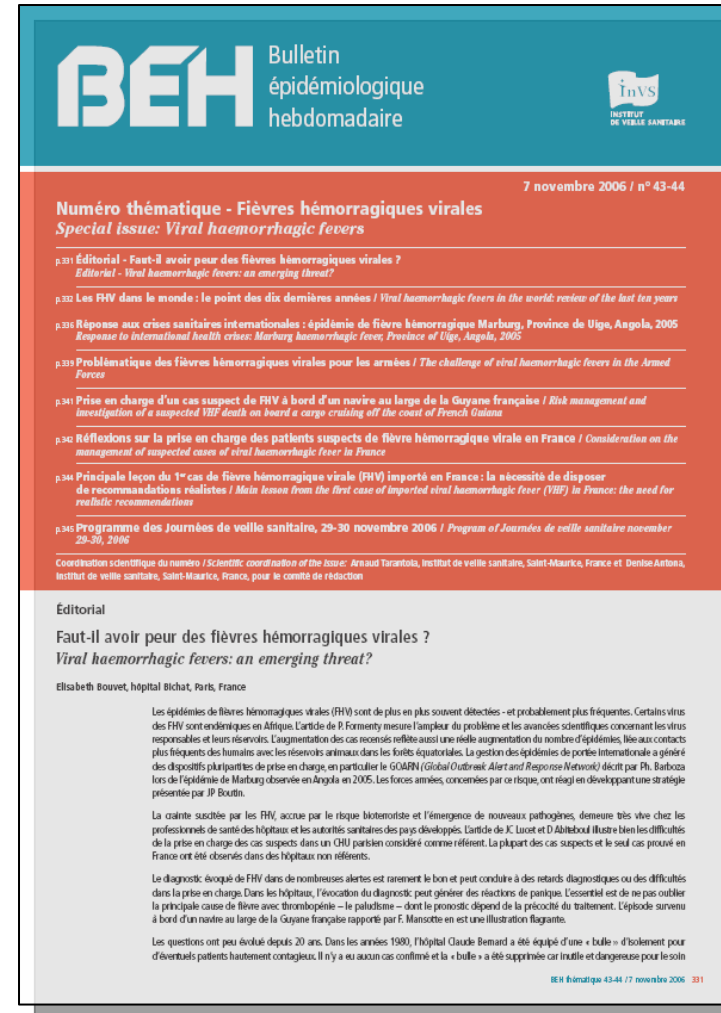 BEH
Bulletin
épidémiologique
hebdomadaire
InVS
INSTITUT
DE VEILLE SANITAIRE
7 novembre 2006 / n° 43-44
Numéro thématique - Fièvres hémorragiques virales
Special issue: Viral haemorrhagic fevers
p.331 Éditorial - Faut-il avoir peur des fièvres hémorragiques virales ?
Editorial - Viral haemorrhagic fevers: an emerging threat?
p.332 Les FHV dans le monde : le point des dix dernières années / Viral haemorrhagic fevers in the world: review of the last ten years
p.336 Réponse aux crises sanitaires internationales : épidémie de fièvre hémorragique Marburg, Province de Uige, Angola, 2005
Response to international health crises: Marburg haemorrhagic fever, Province of Uige, Angola, 2005
p.339 Problématique des fièvres hémorragiques virales pour les armées / The challenge of viral haemorrhagic fevers in the Armed
Forces
p.341 Prise en charge d'un cas suspect de FHV à bord d'un navire au large de la Guyane française / Risk management and
investigation of a suspected VHF death on board a cargo cruising off the coast of French Guiana
p.342 Réflexions sur la prise en charge des patients suspects de fièvre hémorragique virale en France / Consideration on the
management of suspected cases of viral haemorrhagic fever in France
p.344 Principale leçon du 1er cas de fièvre hémorragique virale (FHV) importé en France : la nécessité de disposer
de recommandations réalistes / Main lesson from the first case of imported viral haemorrhagic fever (VHF) in France: the need for
realistic recommendations
p.345 Programme des Journées de veille sanitaire, 29-30 novembre 2006 / Program of Journées de veille sanitaire november
29-30, 2006
Coordination scientifique du numéro / Scientific coordination of the issue: Arnaud Tarantola, Institut de veille sanitaire, Saint-Maurice, France et Denise Antona,
Institut de veille sanitaire, Saint-Maurice, France, pour le comité de rédaction
Éditorial
Faut-il avoir peur des fièvres hémorragiques virales ?
Viral haemorrhagic fevers: an emerging threat?
Elisabeth Bouvet, hôpital Bichat, Paris, France
Les épidémies de fièvres hémorragiques virales (FHV) sont de plus en plus souvent détectées - et probablement plus fréquentes. Certains virus
des FHV sont endémiques en Afrique. L'article de P. Formenty mesure l'ampleur du problème et les avancées scientifiques concernant les virus
responsables et leurs réservoirs. L'augmentation des cas recensés reflète aussi une réelle augmentation du nombre d'épidémies, liée aux contacts
plus fréquents des humains avec les réservoirs animaux dans les forêts équatoriales. La gestion des épidémies de portée internationale a généré
des dispositifs pluripartites de prise en charge, en particulier le GOARN (Global Outbreak Alert and Response Network) décrit par Ph. Barboza
lors de l'épidémie de Marburg observée en Angola en 2005. Les forces armées, concernées par ce risque, ont réagi en développant une stratégie
présentée par JP Boutin.
La crainte suscitée par les FHV, accrue par le risque bioterroriste et l'émergence de nouveaux pathogènes, demeure très vive chez les
professionnels de santé des hôpitaux et les autorités sanitaires des pays développés. L'article de JC Lucet et D Abiteboul illustre bien les difficultés
de la prise en charge des cas suspects dans un CHU parisien considéré comme référent. La plupart des cas suspects et le seul cas prouvé en
France ont été observés dans des hôpitaux non référents.
Le diagnostic évoqué de FHV dans de nombreuses alertes est rarement le bon et peut conduire à des retards diagnostiques ou des difficultés
dans la prise en charge. Dans les hôpitaux, l'évocation du diagnostic peut générer des réactions de panique. L'essentiel est de ne pas oublier
la principale cause de fièvre avec thrombopénie – le paludisme – dont le pronostic dépend de la précocité du traitement. L'épisode survenu
à bord d'un navire au large de la Guyane française rapporté par F. Mansotte en est une illustration flagrante.
Les questions ont peu évolué depuis 20 ans. Dans les années 1980, l'hôpital Claude Bernard a été équipé d'une « bulle » d'isolement pour
d'éventuels patients hautement contagieux. Il n'y a eu aucun cas confirmé et la « bulle » a été supprimée car inutile et dangereuse pour le soin
BEH thématique 43-44 / 7 novembre 2006 331